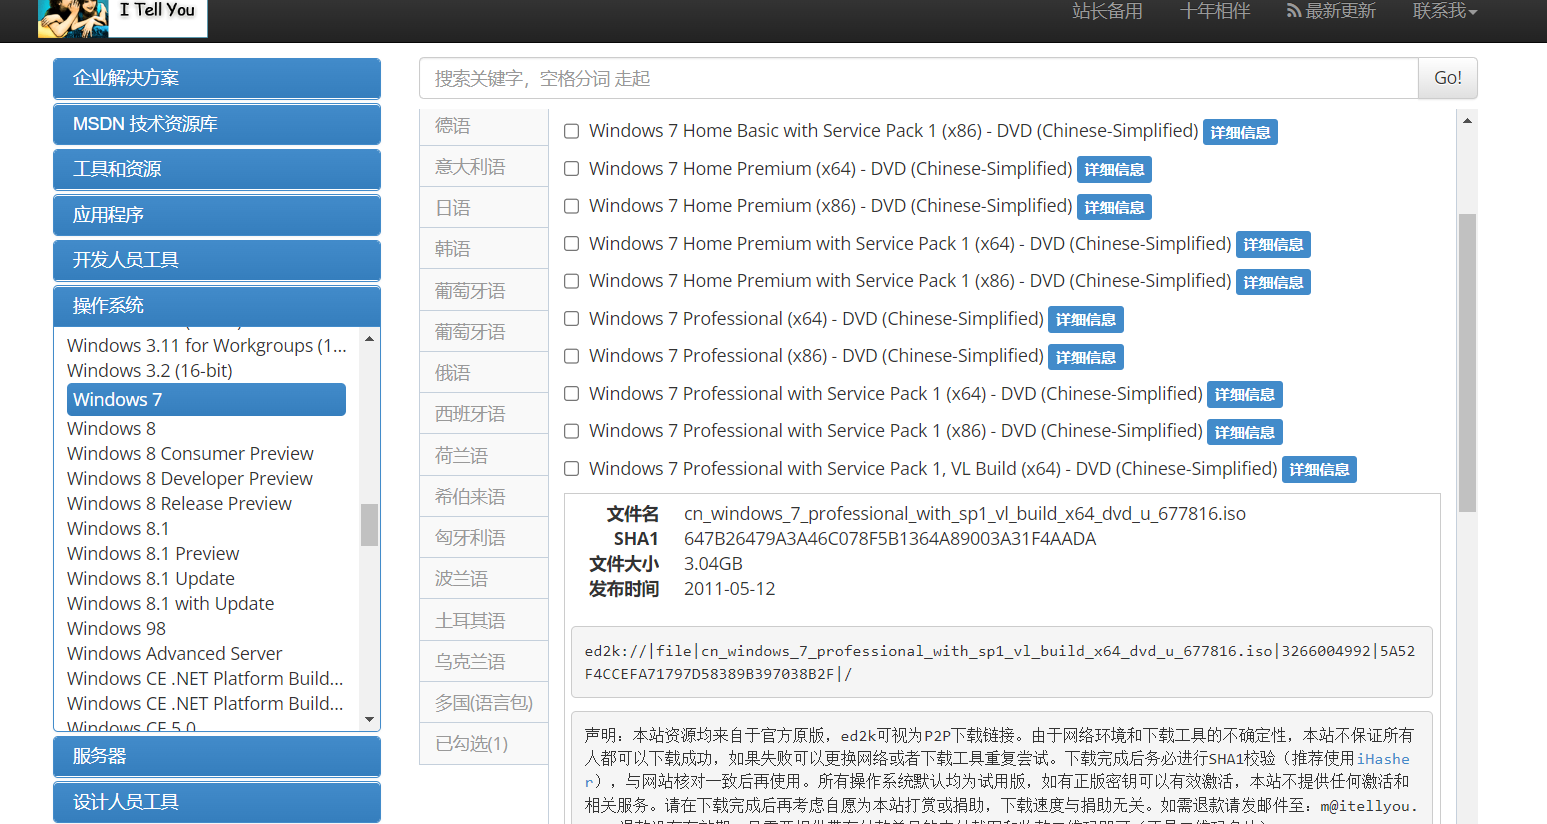 I Tell You
站长备用
十年相伴
最新更新
联系我
企业解决方案
MSDN 技术资源库
工具和资源
应用程序
开发人员工具
操作系统
Windows 3.11 for Workgroups (1...
Windows 3.2 (16-bit)
Windows 7
Windows 8
Windows 8 Consumer Preview
Windows 8 Developer Preview
Windows 8 Release Preview
Windows 8.1
Windows 8.1 Preview
Windows 8.1 Update
Windows 8.1 with Update
Windows 98
Windows Advanced Server
Windows CE .NET Platform Build...
Windows CE .NET Platform Build...
Windows CE 5.0
服务器
设计人员工具
搜索关键字，空格分词 走起
Go!
德语
意大利语
日语
韩语
葡萄牙语
葡萄牙语
俄语
西班牙语
荷兰语
希伯来语
匈牙利语
波兰语
土耳其语
乌克兰语
多国(语言包)
已勾选(1)
Windows 7 Home Basic with Service Pack 1 (x86) - DVD (Chinese-Simplified) 详细信息
Windows 7 Home Premium (x64) - DVD (Chinese-Simplified) 详细信息
Windows 7 Home Premium (x86) - DVD (Chinese-Simplified) 详细信息
Windows 7 Home Premium with Service Pack 1 (x64) - DVD (Chinese-Simplified) 详细信息
Windows 7 Home Premium with Service Pack 1 (x86) - DVD (Chinese-Simplified) 详细信息
Windows 7 Professional (x64) - DVD (Chinese-Simplified) 详细信息
Windows 7 Professional (x86) - DVD (Chinese-Simplified) 详细信息
Windows 7 Professional with Service Pack 1 (x64) - DVD (Chinese-Simplified) 详细信息
Windows 7 Professional with Service Pack 1 (x86) - DVD (Chinese-Simplified) 详细信息
Windows 7 Professional with Service Pack 1, VL Build (x64) - DVD (Chinese-Simplified) 详细信息
文件名 cn_windows_7_professional_with_sp1_vl_build_x64_dvd_u_677816.iso
SHA1 647B26479A3A46C078F5B1364A89003A31F4AADA
文件大小 3.04GB
发布时间 2011-05-12
ed2k://|file|cn_windows_7_professional_with_sp1_vl_build_x64_dvd_u_677816.iso|3266004992|5A52
F4CCEFA71797D58389B397038B2F|/
声明：本站资源均来自于官方原版，ed2k可视为P2P下载链接。由于网络环境和下载工具的不确定性，本站不保证所有
人都可以下载成功，如果失败可以更换网络或者下载工具重复尝试。下载完成后务必进行SHA1校验（推荐使用iHashe
r），与网站核对一致后再使用。所有操作系统默认均为试用版，如有正版密钥可以有效激活，本站不提供任何激活和
相关服务。请在下载完成后再考虑自愿为本站打赏或捐助，下载速度与捐助无关。如需退款请发邮件至：m@itellyou.